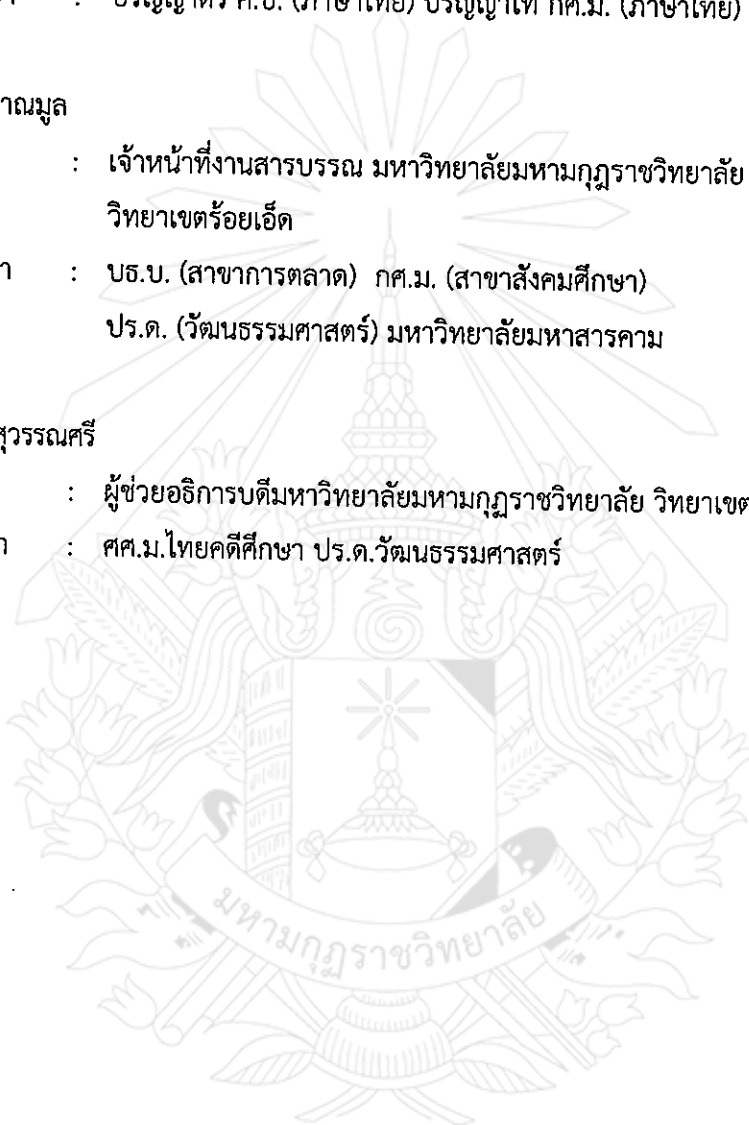 : ปริญญาตรี ศ.บ. (ภาษาไทย) ปริญญาโท กศ.ม. (ภาษาไทย)
าณมูล
: เจ้าหน้าที่งานสารบรรณ มหาวิทยาลัยมหามกุฎราชวิทยาลัย
วิทยาเขตร้อยเอ็ด
า : บธ.บ. (สาขาการตลาด) กศ.ม. (สาขาสังคมศึกษา)
ปร.ด. (วัฒนธรรมศาสตร์) มหาวิทยาลัยมหาสารคาม
สุวรรณศรี
: ผู้ช่วยอธิการบดีมหาวิทยาลัยมหามกุฏราชวิทยาลัย วิทยาเขต
า : ศศ.ม.ไทยคดีศึกษา ปร.ด.วัฒนธรรมศาสตร์
มหามกุฏราชวิทยาลัย